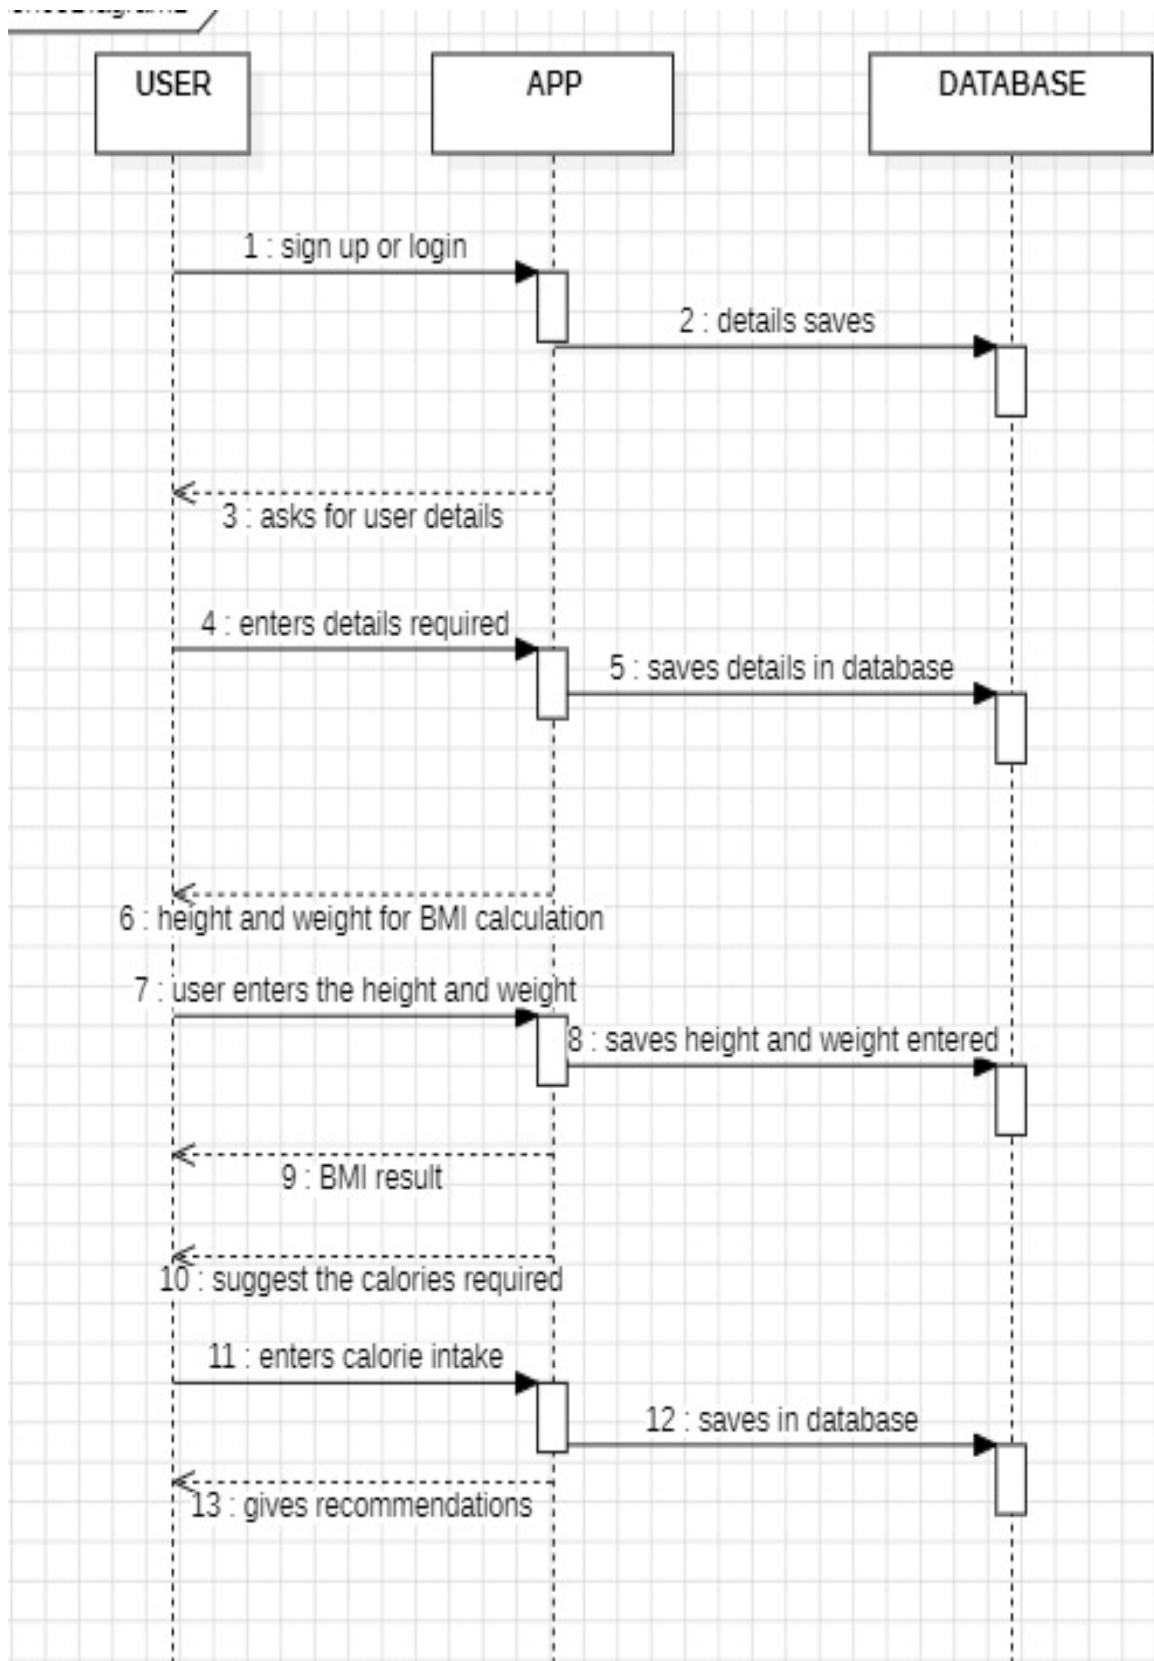 USER
APP
DATABASE
1 : sign up or login
2 : details saves
3 : asks for user details
4 : enters details required
5 : saves details in database
6 : height and weight for BMI calculation
7 : user enters the height and weight
8 : saves height and weight entered
9 : BMI result
10 : suggest the calories required
11 : enters calorie intake
12 : saves in database
13 : gives recommendations